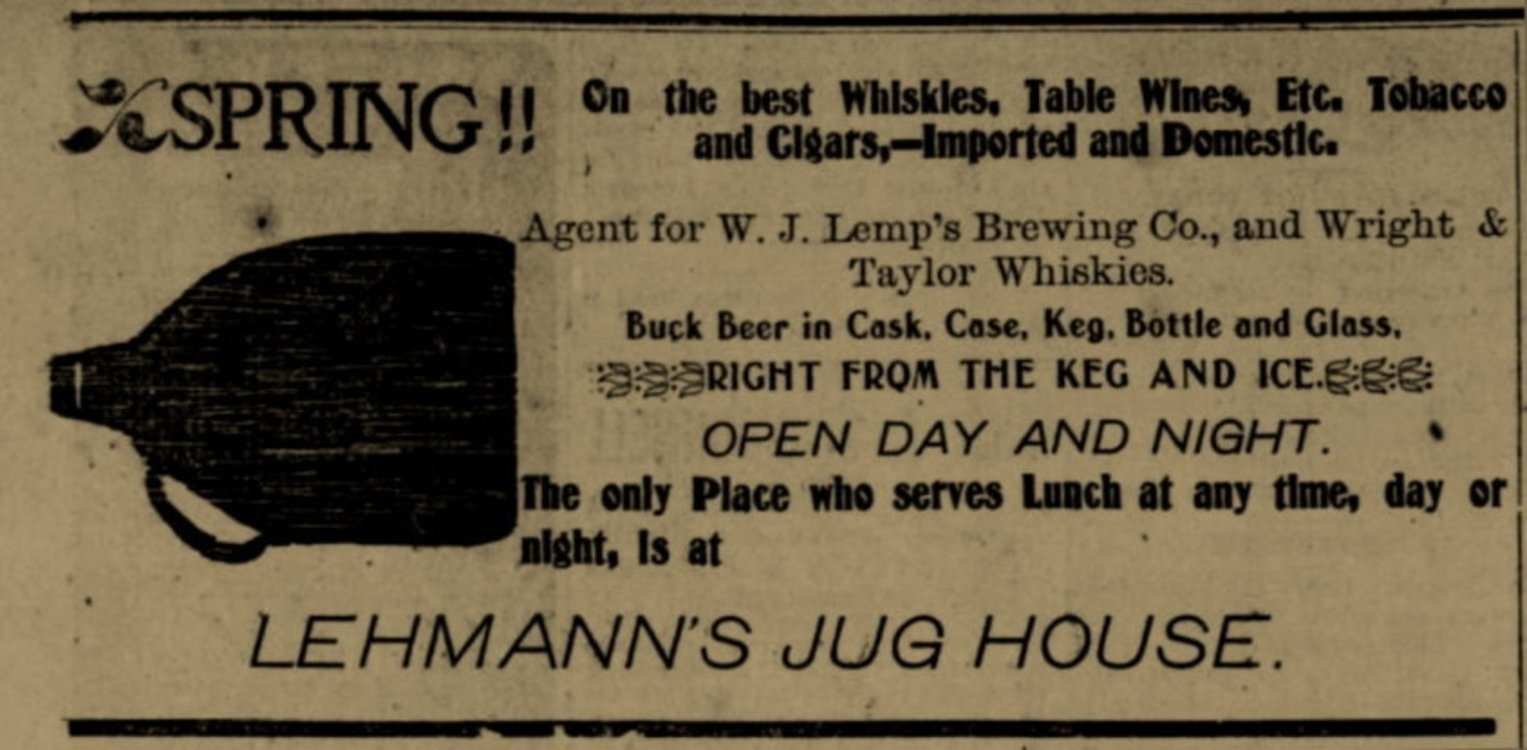 SPRING!!
On the best Whiskies, Table Wines, Etc. Tobacco
and Cigars,—Imported and Domestic.
Agent for W. J. Lemp's Brewing Co., and Wright &
Taylor Whiskies.
Buck Beer in Cask, Case, Keg, Bottle and Glass,
RIGHT FROM THE KEG AND ICE.
OPEN DAY AND NIGHT.
The only Place who serves Lunch at any time, day or
night, is at
LEHMANN'S JUG HOUSE.